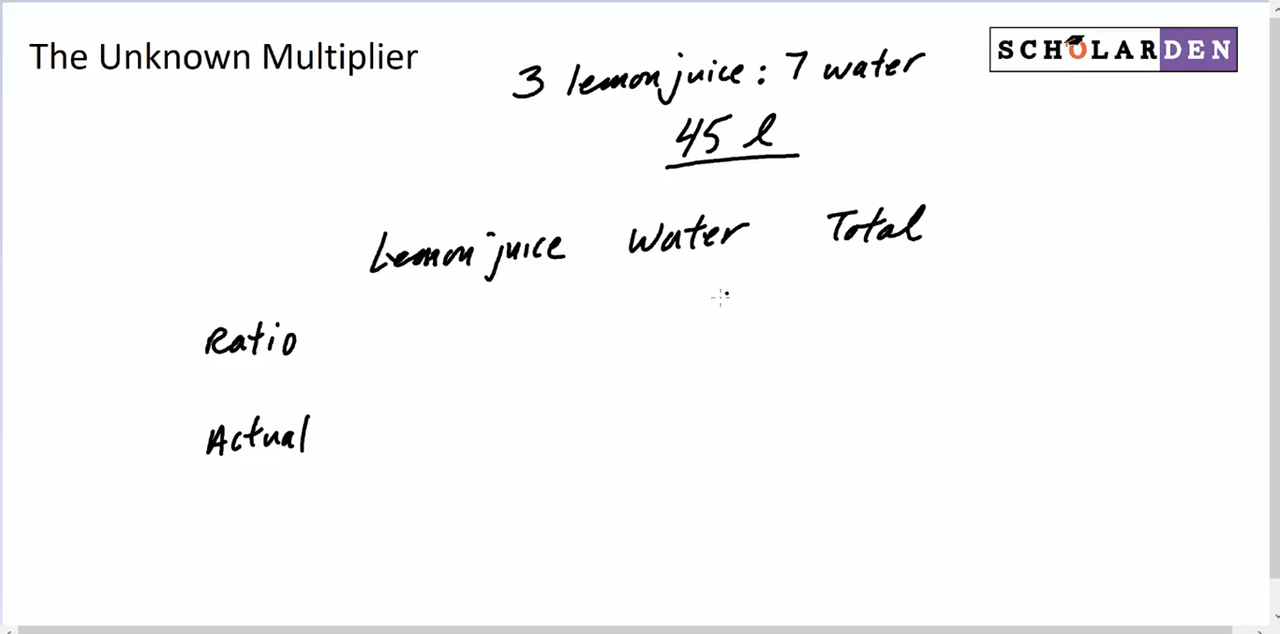 The Unknown Multiplier
SCHOLARDEN
3 lemon juice : 7 water
45 l
Lemon juice Water Total
Ratio
Actual